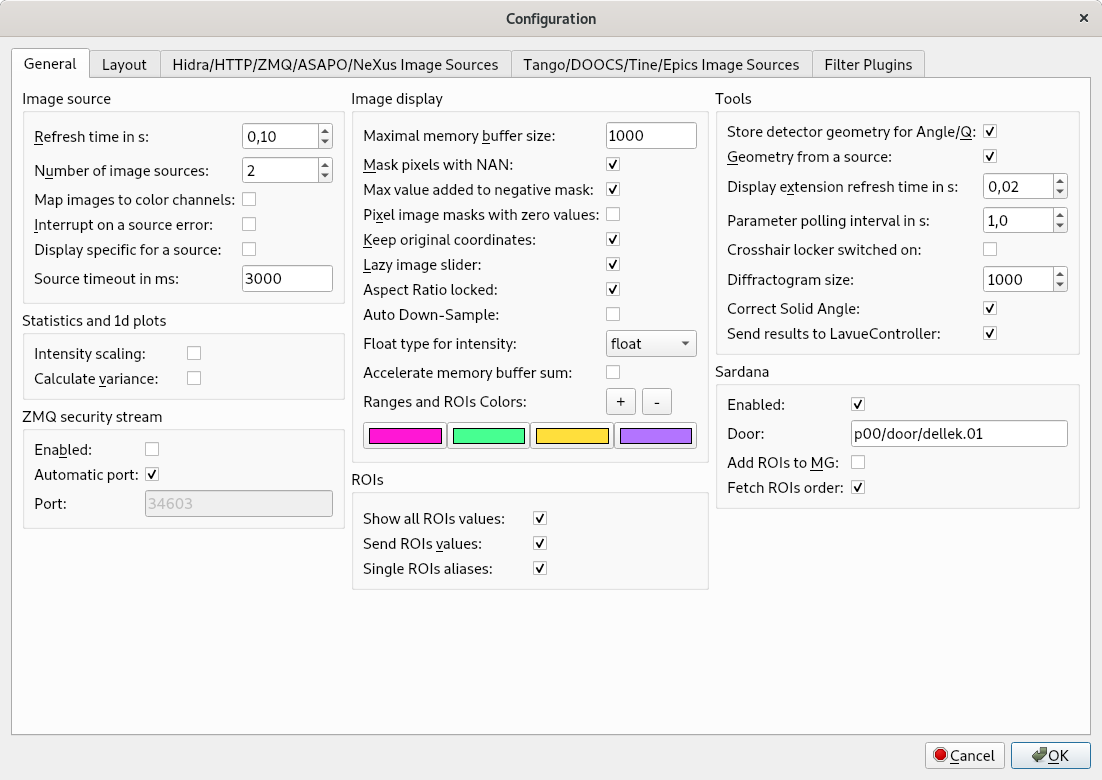 Configuration
General
Layout
Hidra/HTTP/ZMQ/ASAPO/NeXus Image Sources
Tango/DOOCS/Tine/Epics Image Sources
Filter Plugins
Image source
Refresh time in s: 0,10
Number of image sources: 2
Map images to color channels:
Interrupt on a source error:
Display specific for a source:
Source timeout in ms: 3000
Statistics and 1d plots
Intensity scaling:
Calculate variance:
ZMQ security stream
Enabled:
Automatic port:
Port: 34603
Image display
Maximal memory buffer size: 1000
Mask pixels with NAN:
Max value added to negative mask:
Pixel image masks with zero values:
Keep original coordinates:
Lazy image slider:
Aspect Ratio locked:
Auto Down-Sample:
Float type for intensity: float
Accelerate memory buffer sum:
Ranges and ROIs Colors: + -
ROIs
Show all ROIs values:
Send ROIs values:
Single ROIs aliases:
Tools
Store detector geometry for Angle/Q:
Geometry from a source:
Display extension refresh time in s: 0,02
Parameter polling interval in s: 1,0
Crosshair locker switched on:
Diffractogram size: 1000
Correct Solid Angle:
Send results to LavueController:
Sardana
Enabled:
Door: p00/door/dellek.01
Add ROIs to MG:
Fetch ROIs order:
Cancel
OK